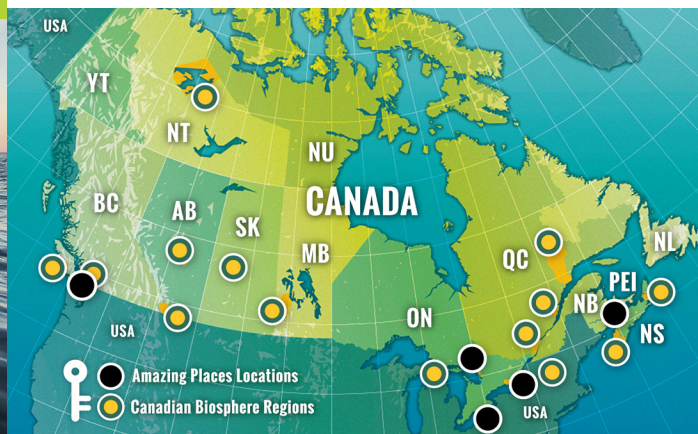 USA
YT
NT
NU
CANADA
BC
AB
SK
MB
QC
NL
PEI
NB
NS
ON
USA
Amazing Places Locations
Canadian Biosphere Regions
USA